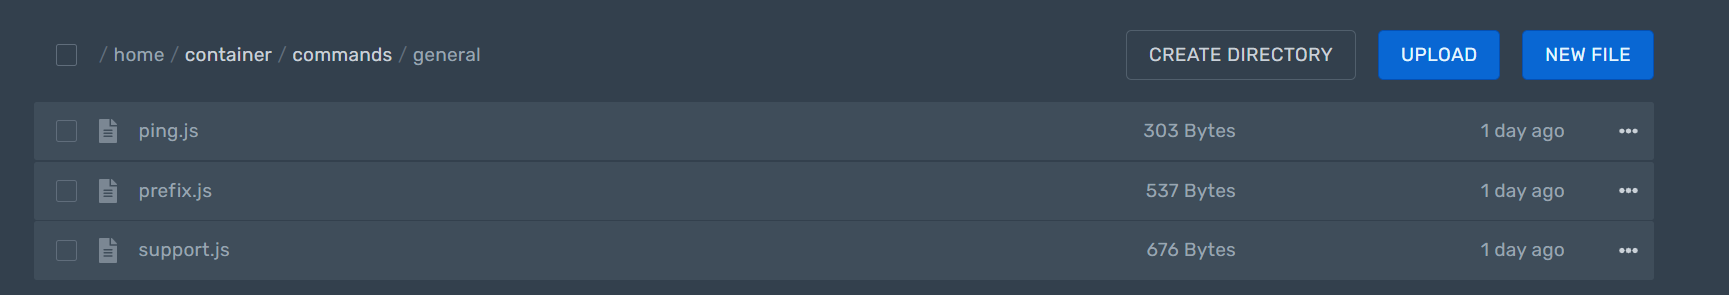 / home / container / commands / general CREATE DIRECTORY UPLOAD NEW FILE
ping.js 303 Bytes 1 day ago
prefix.js 537 Bytes 1 day ago
support.js 676 Bytes 1 day ago